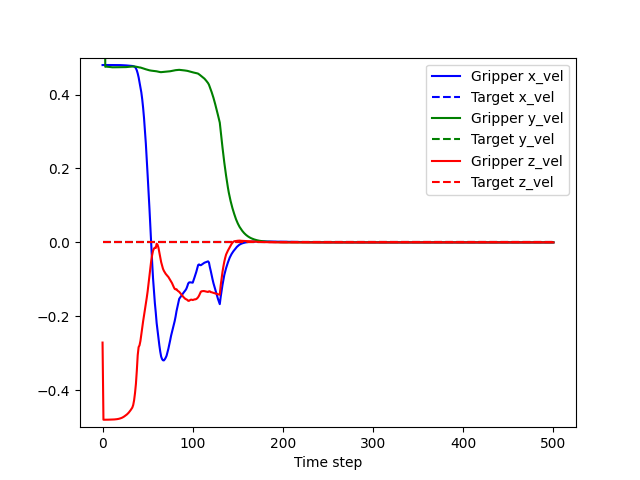 0.4
0.2
0.0
−0.2
−0.4
0
100
200
300
400
500
Time step
Gripper x_vel
Target x_vel
Gripper y_vel
Target y_vel
Gripper z_vel
Target z_vel